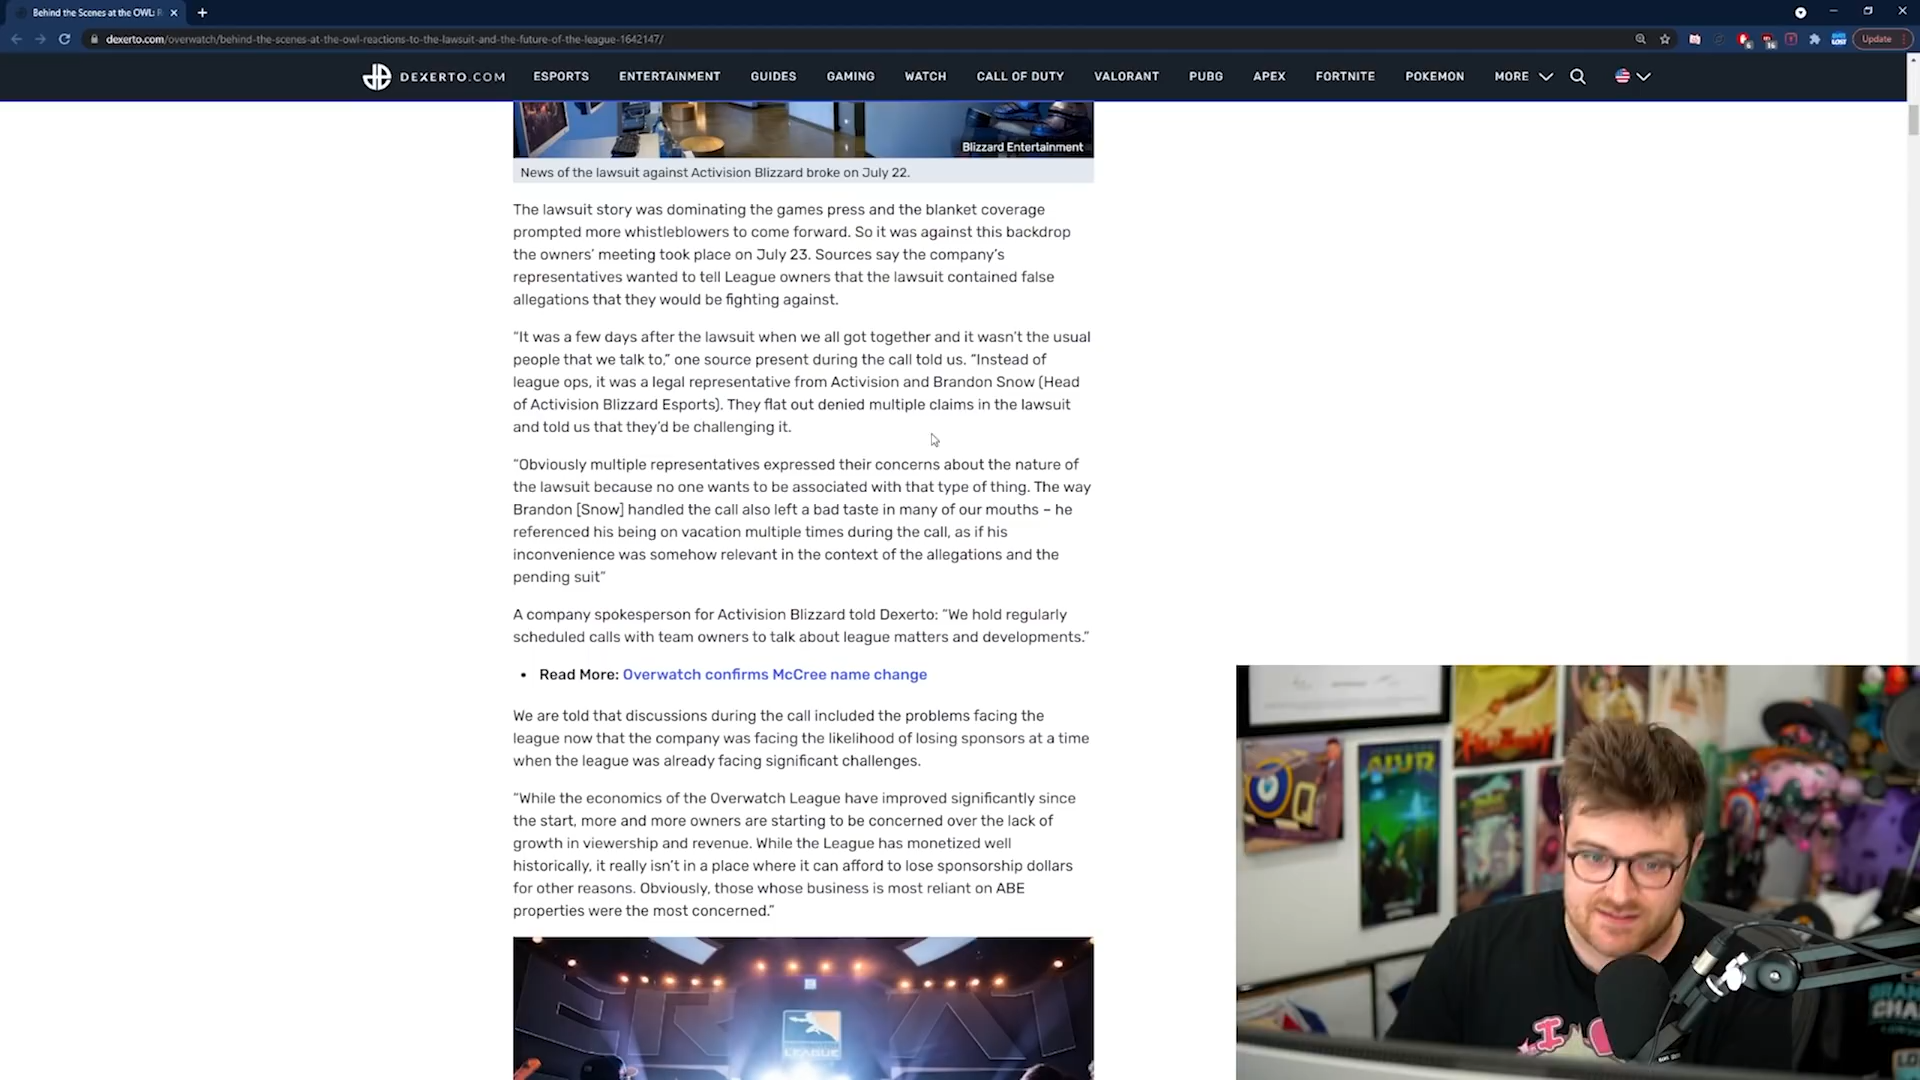 Behind the Scenes at the OWL: R
dexerto.com/overwatch/behind-the-scenes-at-the-owl-reactions-to-the-lawsuit-and-the-future-of-the-league-1642147/
Update
DEXERTO.COM
ESPORTS ENTERTAINMENT GUIDES GAMING WATCH CALL OF DUTY VALORANT PUBG APEX FORTNITE POKEMON MORE
Blizzard Entertainment
News of the lawsuit against Activision Blizzard broke on July 22.
The lawsuit story was dominating the games press and the blanket coverage
prompted more whistleblowers to come forward. So it was against this backdrop
the owners' meeting took place on July 23. Sources say the company's
representatives wanted to tell League owners that the lawsuit contained false
allegations that they would be fighting against.
"It was a few days after the lawsuit when we all got together and it wasn't the usual
people that we talk to," one source present during the call told us. "Instead of
league ops, it was a legal representative from Activision and Brandon Snow (Head
of Activision Blizzard Esports). They flat out denied multiple claims in the lawsuit
and told us that they'd be challenging it.
"Obviously multiple representatives expressed their concerns about the nature of
the lawsuit because no one wants to be associated with that type of thing. The way
Brandon [Snow] handled the call also left a bad taste in many of our mouths – he
referenced his being on vacation multiple times during the call, as if his
inconvenience was somehow relevant in the context of the allegations and the
pending suit"
A company spokesperson for Activision Blizzard told Dexerto: "We hold regularly
scheduled calls with team owners to talk about league matters and developments."
• Read More: Overwatch confirms McCree name change
We are told that discussions during the call included the problems facing the
league now that the company was facing the likelihood of losing sponsors at a time
when the league was already facing significant challenges.
"While the economics of the Overwatch League have improved significantly since
the start, more and more owners are starting to be concerned over the lack of
growth in viewership and revenue. While the League has monetized well
historically, it really isn't in a place where it can afford to lose sponsorship dollars
for other reasons. Obviously, those whose business is most reliant on ABE
properties were the most concerned."
LEAGUE